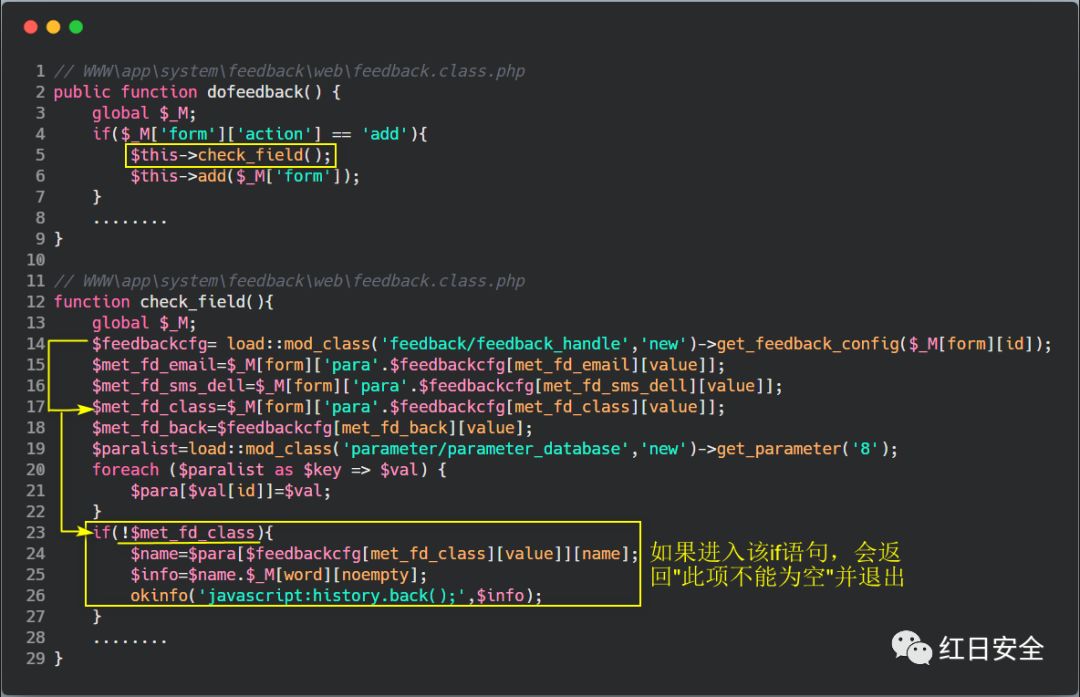 1 // WWW\app\system\feedback\web\feedback.class.php
2 public function dofeedback() {
3 global $_M;
4 if($_M['form']['action'] == 'add'){
5 $this->check_field();
6 $this->add($_M['form']);
7 }
8 ........
9 }
10
11 // WWW\app\system\feedback\web\feedback.class.php
12 function check_field(){
13 global $_M;
14 $feedbackcfg= load::mod_class('feedback/feedback_handle','new')->get_feedback_config($_M[form][id]);
15 $met_fd_email=$_M[form]['para'.$feedbackcfg[met_fd_email][value]];
16 $met_fd_sms_dell=$_M[form]['para'.$feedbackcfg[met_fd_sms_dell][value]];
17 $met_fd_class=$_M[form]['para'.$feedbackcfg[met_fd_class][value]];
18 $met_fd_back=$feedbackcfg[met_fd_back][value];
19 $paralist=load::mod_class('parameter/parameter_database','new')->get_parameter('8');
20 foreach ($paralist as $key => $val) {
21 $para[$val[id]]=$val;
22 }
23 if(!$met_fd_class){
24 $name=$para[$feedbackcfg[met_fd_class][value]][name];
25 $info=$name.$_M[word][noempty];
26 okinfo('javascript:history.back();',$info);
27 }
28 ........
29 }
如果进入该if语句，会返
回"此项不能为空"并退出
红日安全